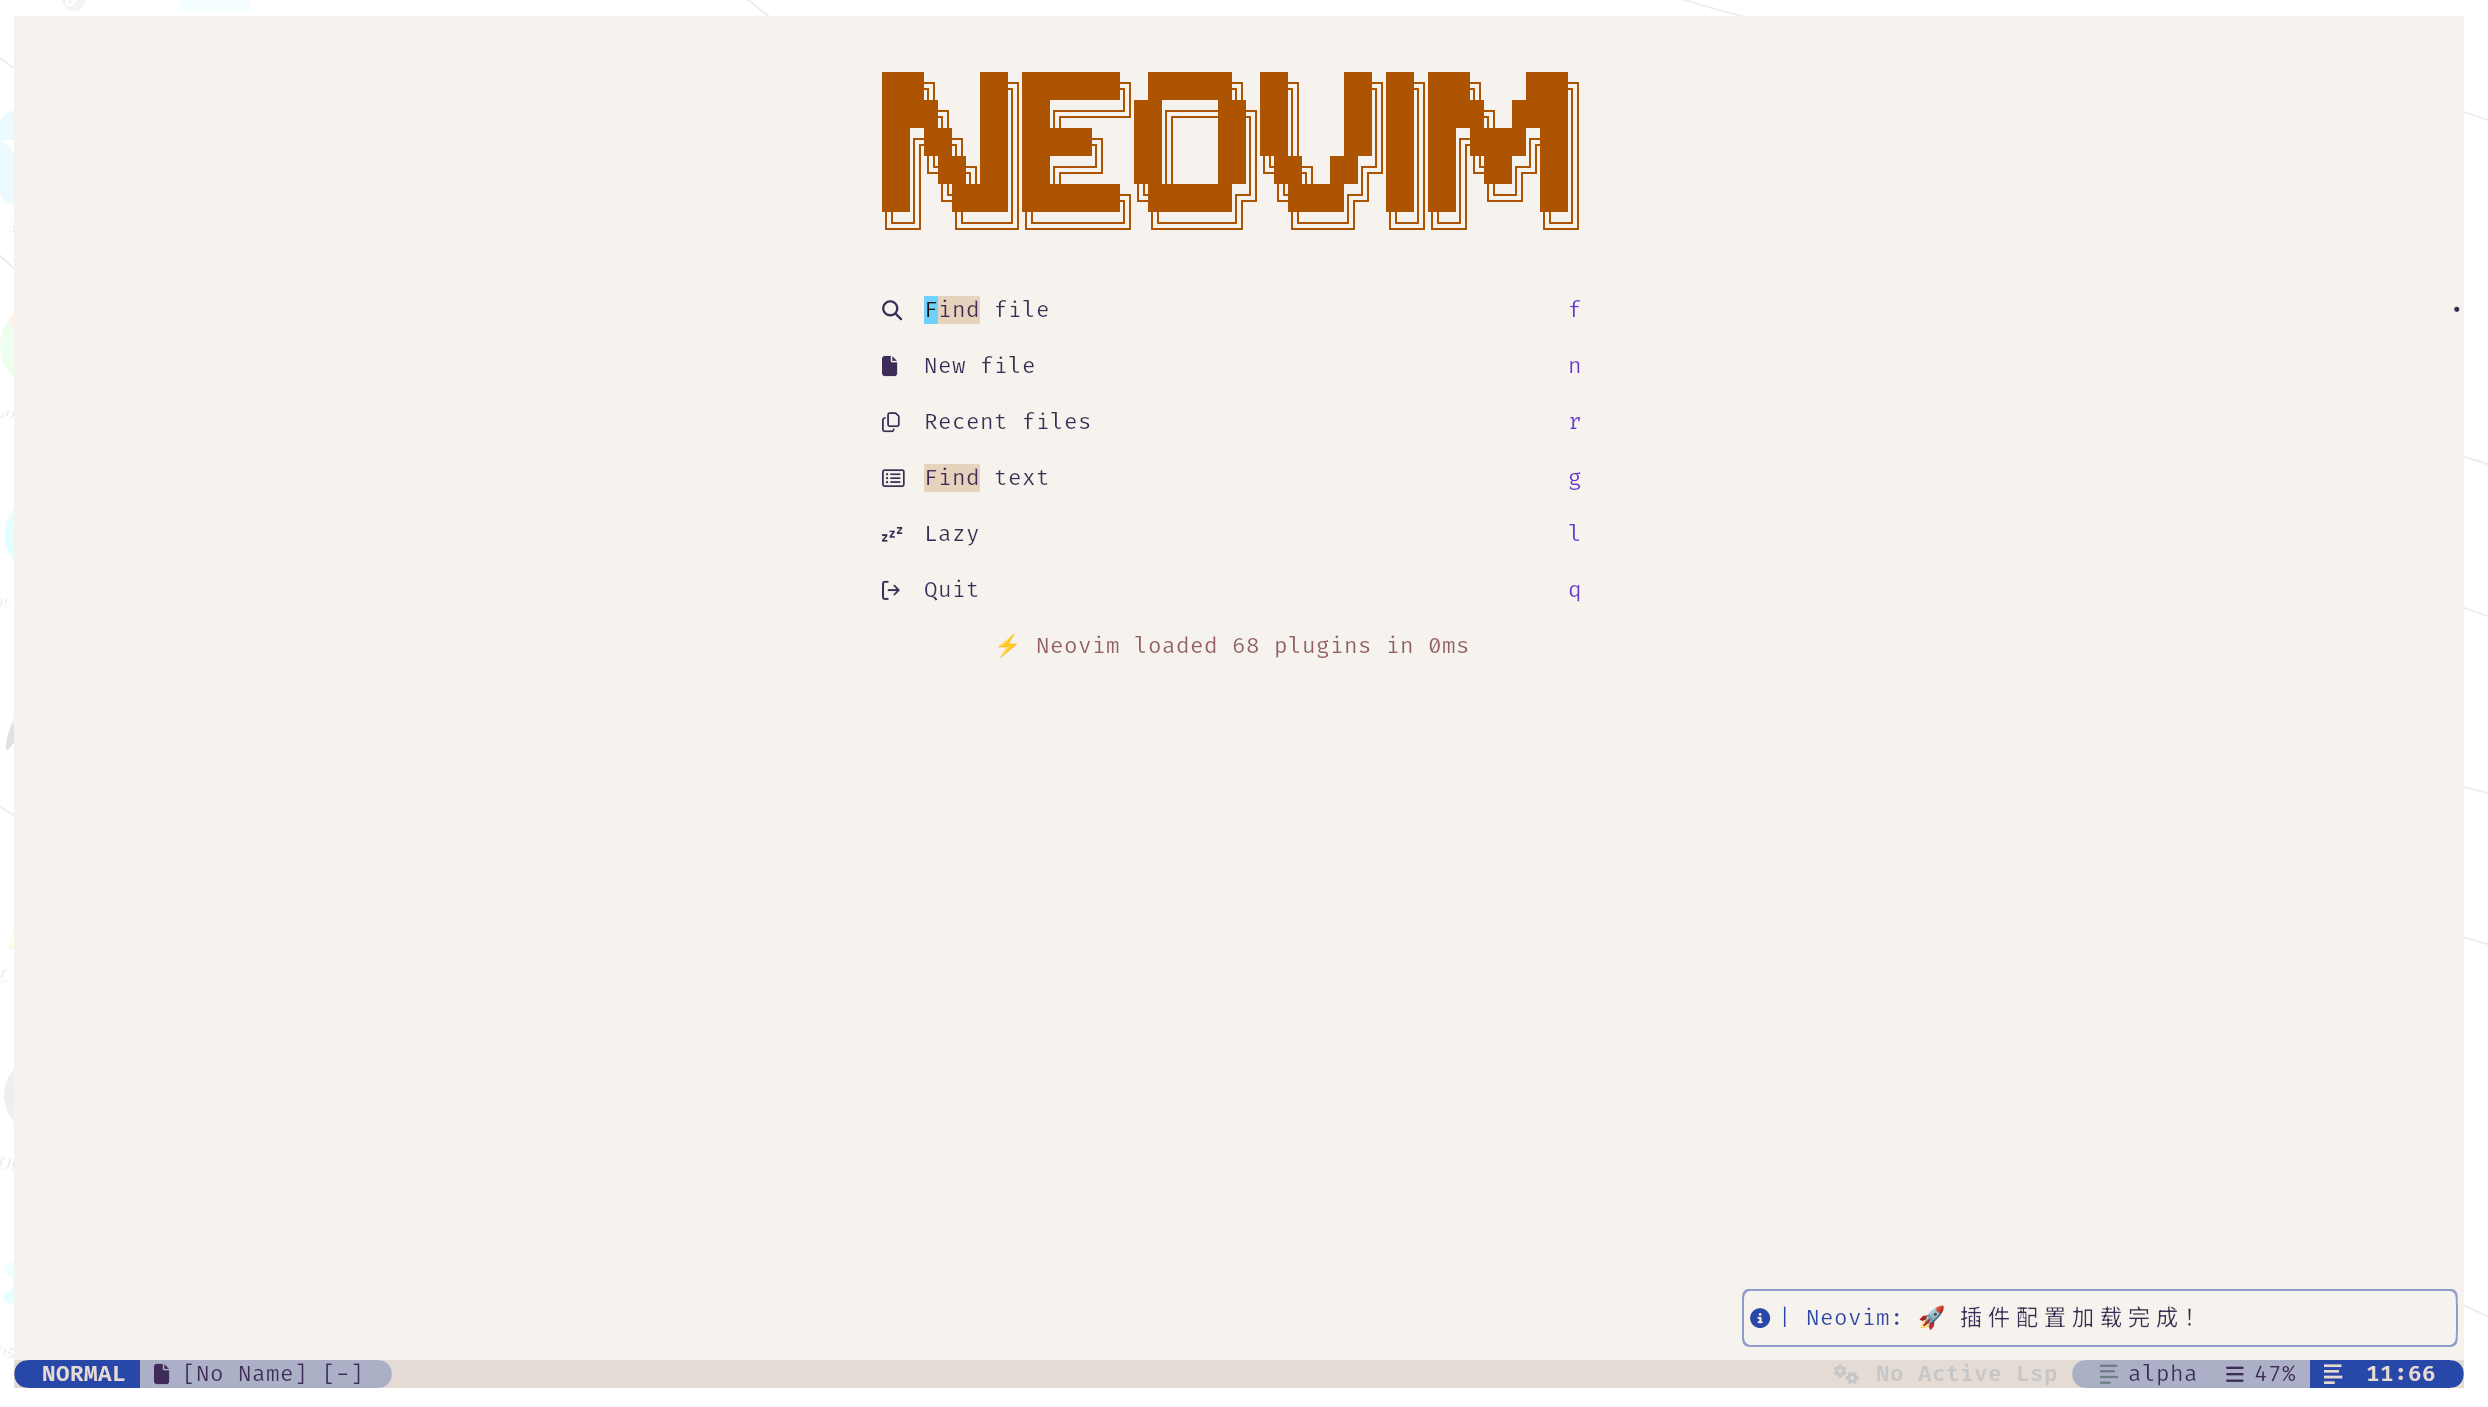 NEOVIM
Find file f
New file n
Recent files r
Find text g
zzz Lazy l
Quit q
⚡ Neovim loaded 68 plugins in 0ms
| Neovim: 🚀 插件配置加载完成！
NORMAL [No Name] [-] No Active Lsp alpha 47% 11:66